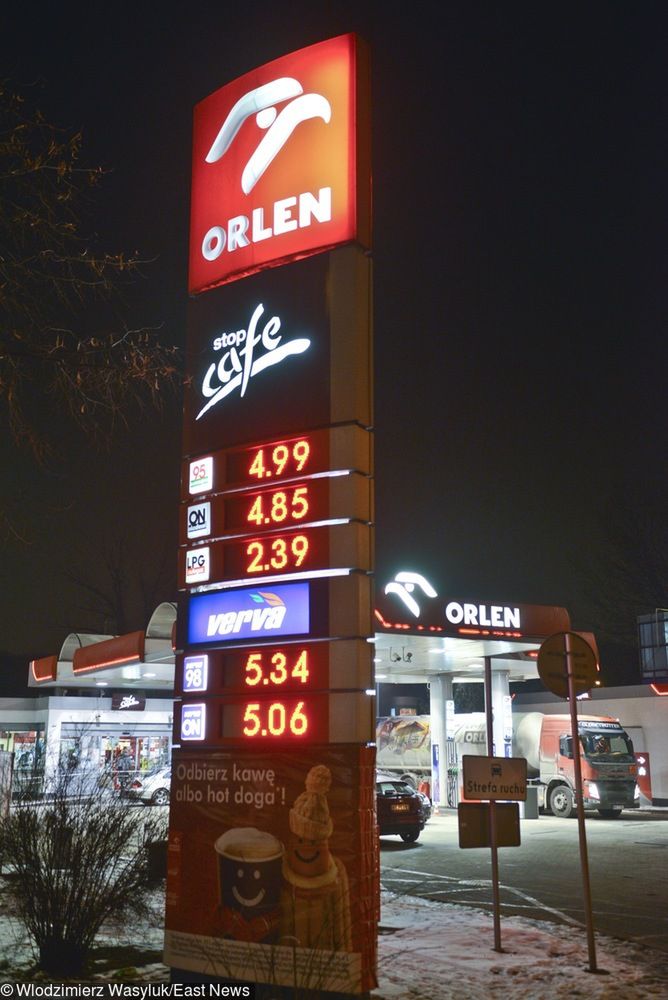 ORLEN
stop
cafe
95 4.99
ON 4.85
LPG 2.39
verva
98 5.34
ON 5.06
ORLEN
Strefa ruchu
Odbierz kawę
albo hot doga*!
© Wlodzimierz Wasyluk/East News